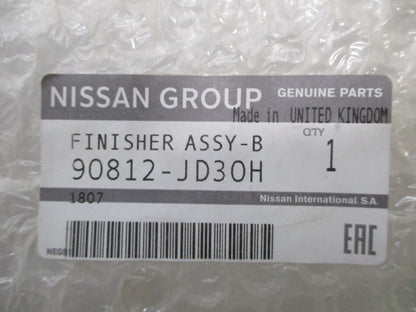 NISSAN GROUP GENUINE PARTS
Made in UNITED KINGDOM
FINISHER ASSY-B QTY
90812-JD30H 1
1807 Nissan International S.A.
EAC